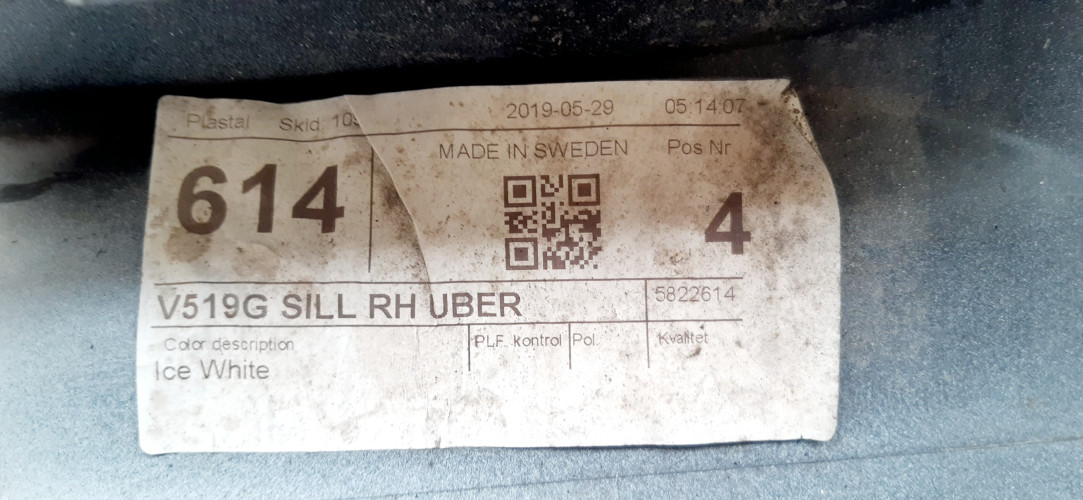 Plastal Skid 109 2019-05-29 05:14:07
MADE IN SWEDEN Pos Nr
614 4
V519G SILL RH UBER 5822614
Color description PLF. kontrol Pol. Kvalitet
Ice White